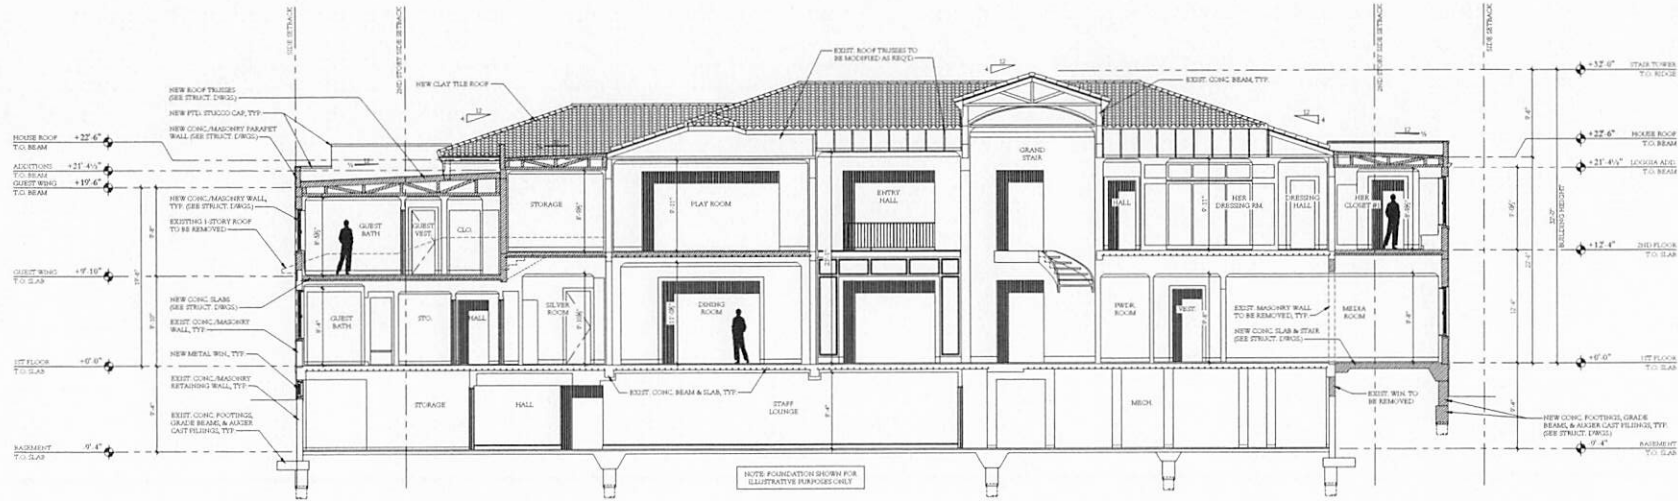 SIDE SETBACK
2ND STORY SIDE SETBACK
2ND STORY SIDE SETBACK
SIDE SETBACK
EXIST. ROOF TRUSSES TO
BE MODIFIED AS REQ'D
12
4
+32'-0"
STAIR TOWER
T.O. RIDGE
NEW CLAY TILE ROOF
EXIST. CONC. BEAM, TYP.
NEW ROOF TRUSSES
(SEE STRUCT. DWGS.)
NEW PTD. STUCCO CAP, TYP.
12
4
12
4
NEW CONC./MASONRY PARAPET
WALL (SEE STRUCT. DWGS.)
HOUSE ROOF +22'-6"
T.O. BEAM
+22'-6" HOUSE ROOF
T.O. BEAM
ADDITIONS +21'-4½"
T.O. BEAM
+21'-4½" LOGGIA ADD.
T.O. BEAM
GUEST WING +19'-6"
T.O. BEAM
NEW CONC./MASONRY WALL,
TYP. (SEE STRUCT. DWGS.)
EXISTING 1-STORY ROOF
TO BE REMOVED
GUEST
BATH
GUEST
VEST.
CLO.
STORAGE
PLAY ROOM
ENTRY
HALL
GRAND
STAIR
HALL
HER
DRESSING RM.
DRESSING
HALL
HER
CLOSET #1
BUILDING HEIGHT
32'-0"
+12'-4" 2ND FLOOR
T.O. SLAB
GUEST WING +9'-10"
T.O. SLAB
NEW CONC. SLABS
(SEE STRUCT. DWGS.)
EXIST. CONC./MASONRY
WALL, TYP.
GUEST
BATH
STO.
HALL
SILVER
ROOM
DINING
ROOM
PWDR.
ROOM
VEST.
EXIST. MASONRY WALL
TO BE REMOVED, TYP.
NEW CONC. SLAB & STAIR
(SEE STRUCT. DWGS.)
MEDIA
ROOM
NEW METAL WIN., TYP.
1ST FLOOR +0'-0"
T.O. SLAB
+0'-0" 1ST FLOOR
T.O. SLAB
EXIST. CONC./MASONRY
RETAINING WALL, TYP.
EXIST. CONC. BEAM & SLAB, TYP.
EXIST. WIN. TO
BE REMOVED
STORAGE
HALL
STAFF
LOUNGE
MECH.
EXIST. CONC. FOOTINGS,
GRADE BEAMS, & AUGER
CAST PILINGS, TYP.
NEW CONC. FOOTINGS, GRADE
BEAMS, & AUGER CAST PILINGS, TYP.
(SEE STRUCT. DWGS.)
BASEMENT -9'-4"
T.O. SLAB
-9'-4" BASEMENT
T.O. SLAB
NOTE: FOUNDATION SHOWN FOR
ILLUSTRATIVE PURPOSES ONLY